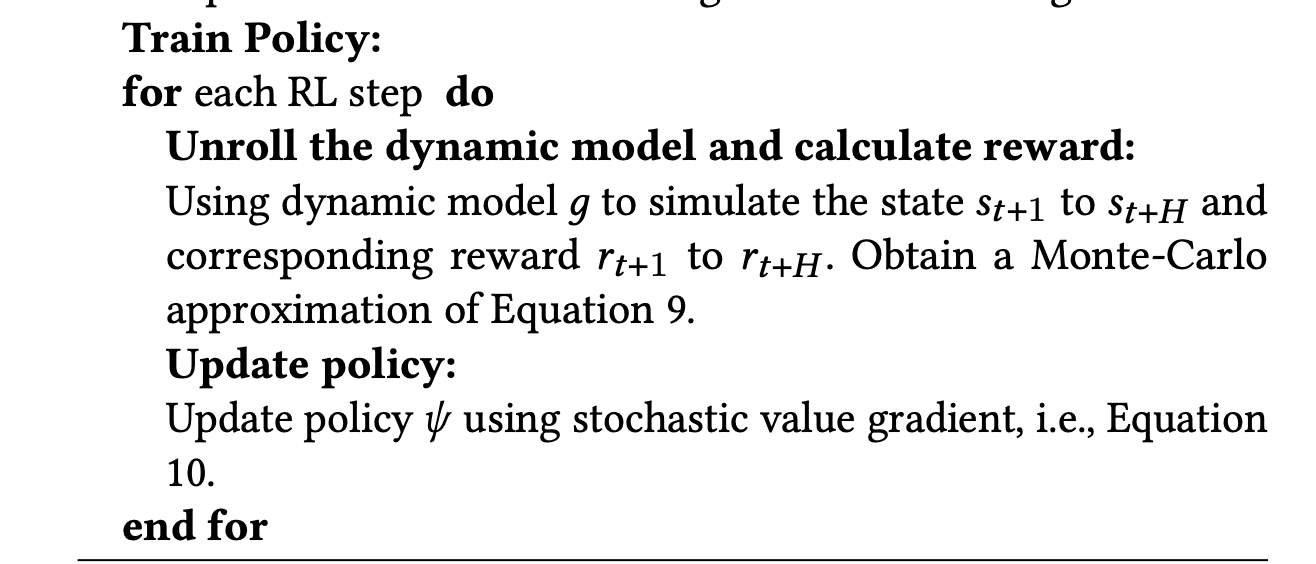 Train Policy:
for each RL step do
Unroll the dynamic model and calculate reward:
Using dynamic model g to simulate the state s_{t+1} to s_{t+H} and
corresponding reward r_{t+1} to r_{t+H}. Obtain a Monte-Carlo
approximation of Equation 9.
Update policy:
Update policy ψ using stochastic value gradient, i.e., Equation
10.
end for